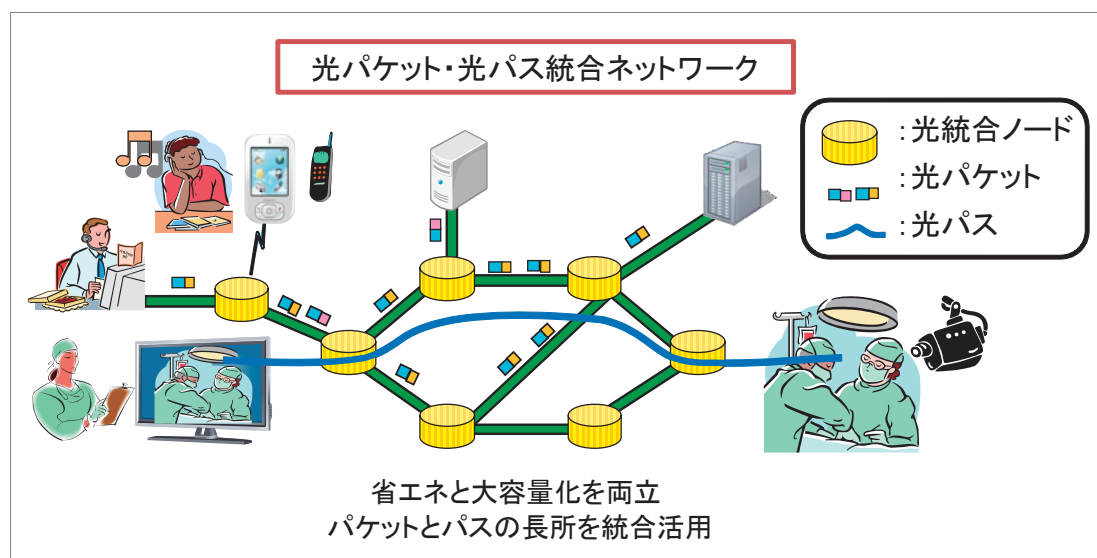 光パケット・光パス統合ネットワーク
：光統合ノード
：光パケット
：光パス
省エネと大容量化を両立
パケットとパスの長所を統合活用